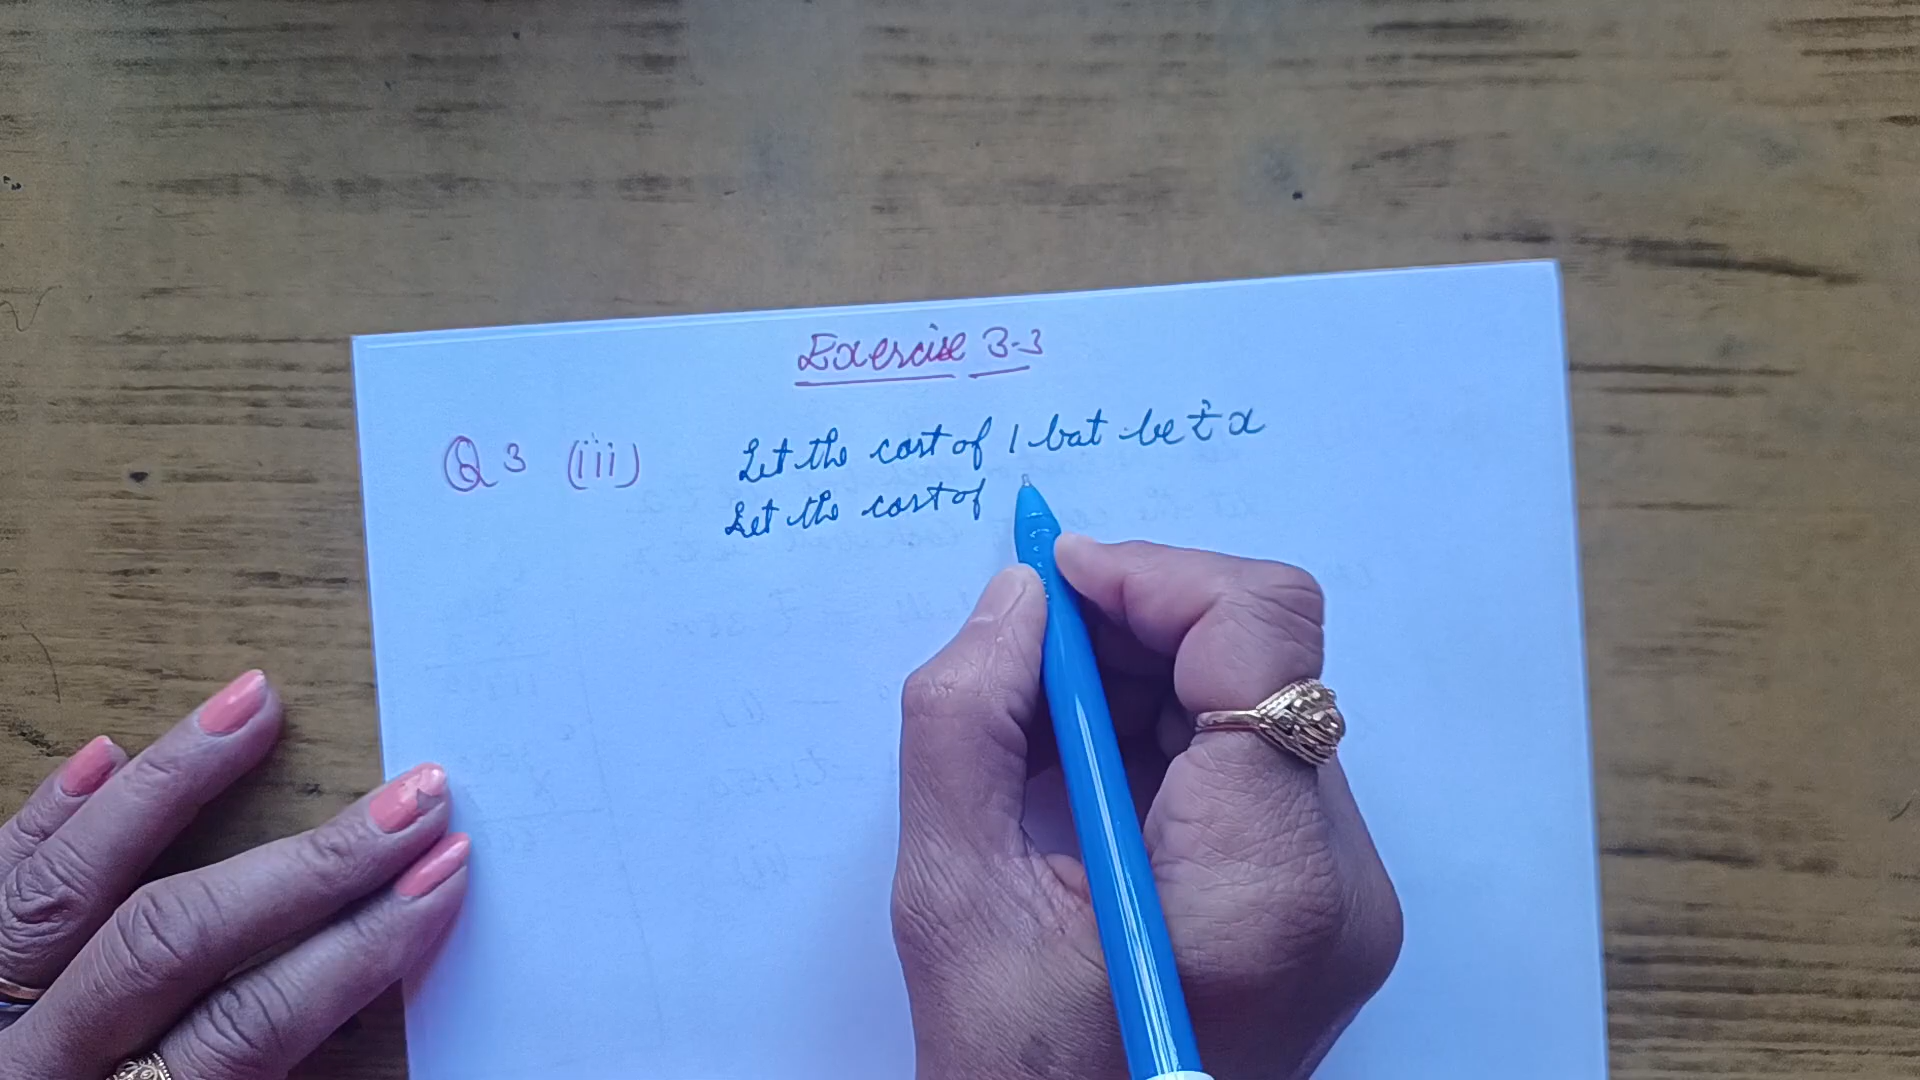 Exercise 3.3
Q3 (iii) Let the cost of 1 bat be ₹ x
Let the cost of